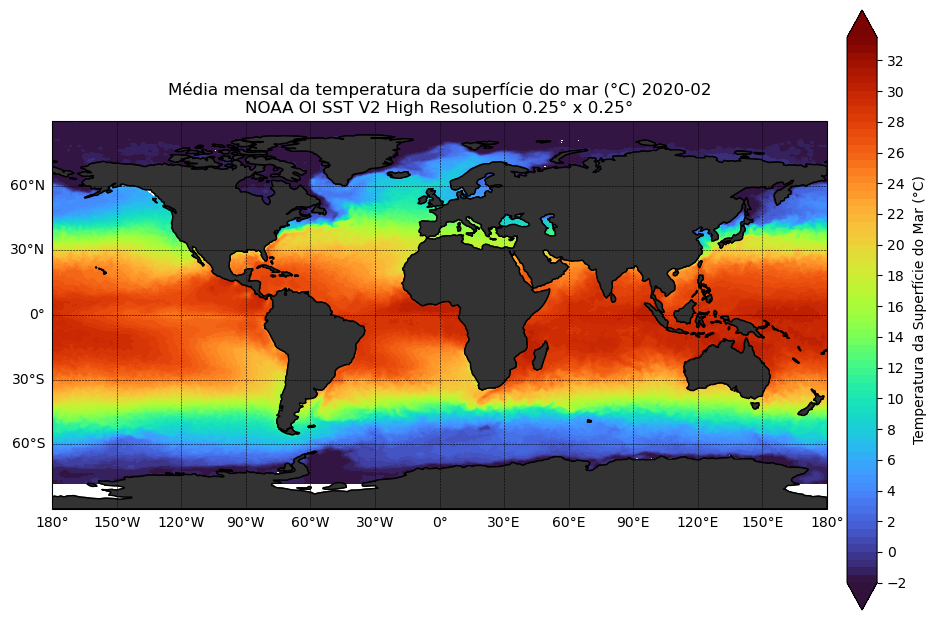 Média mensal da temperatura da superfície do mar (°C) 2020-02
NOAA OI SST V2 High Resolution 0.25° x 0.25°
60°N
30°N
0°
30°S
60°S
180°
150°W
120°W
90°W
60°W
30°W
0°
30°E
60°E
90°E
120°E
150°E
180°
32
30
28
26
24
22
20
18
16
14
12
10
8
6
4
2
0
−2
Temperatura da Superfície do Mar (°C)